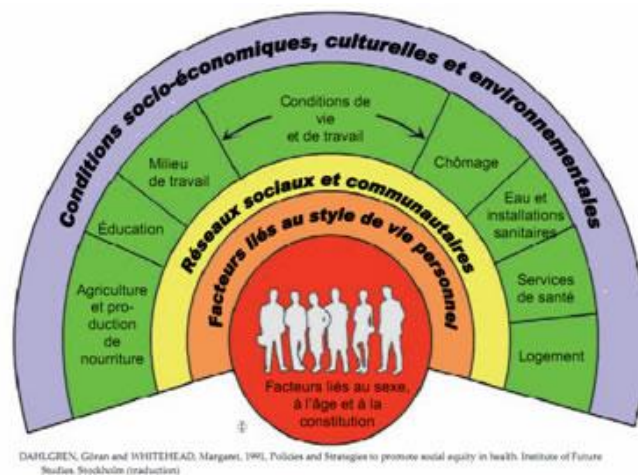 Conditions socio-économiques, culturelles et environnementales
Conditions de
vie
et de travail
Milieu
de travail
Chômage
Éducation
Eau et
installations
sanitaires
Agriculture
et pro-
duction
de
nourriture
Services
de santé
Logement
Réseaux sociaux et communautaires
Facteurs liés au style de vie personnel
Facteurs liés au sexe,
à l'âge et à la
constitution
DAHLGREN, Göran and WHITEHEAD, Margaret, 1991, Policies and Strategies to promote social equity in health. Institute of Future
Studies. Stockholm (traduction)